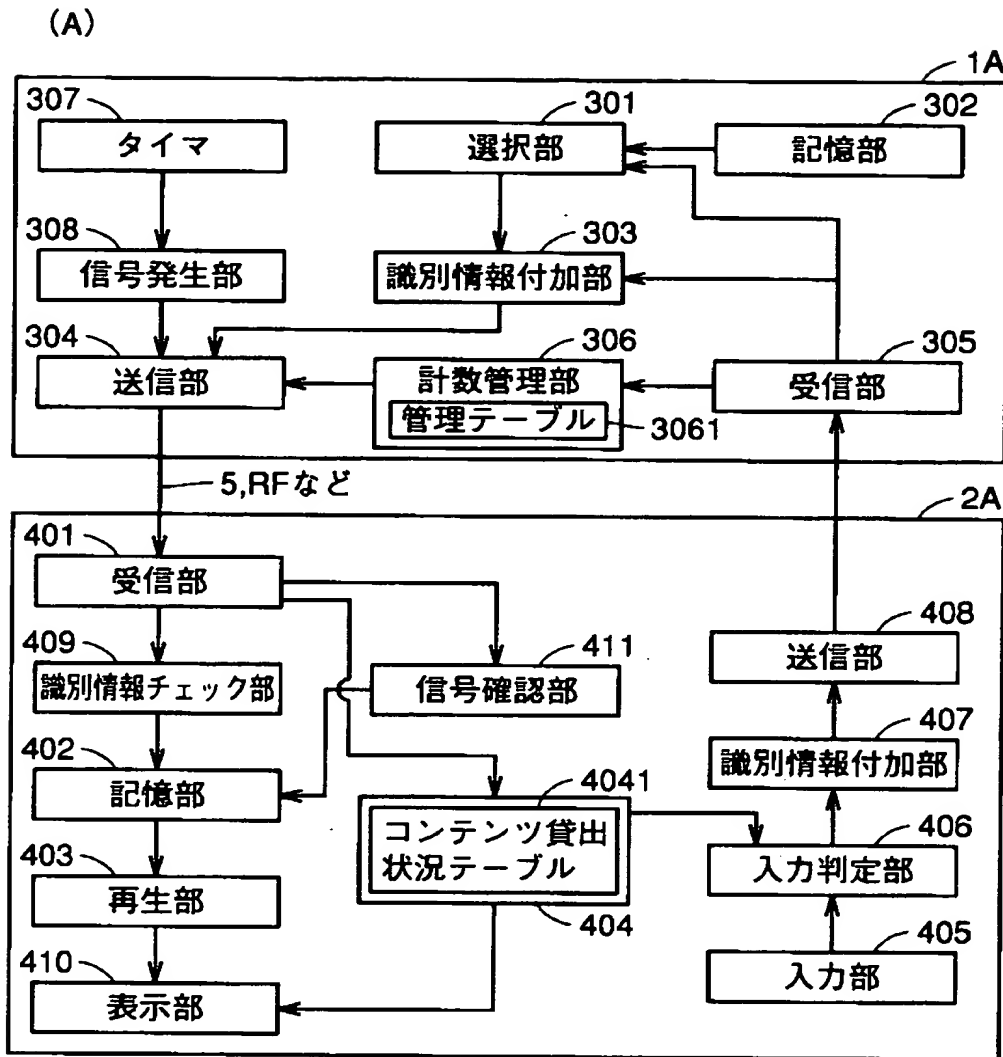 (A)
1A
307
タイマ
301
選択部
302
記憶部
308
信号発生部
303
識別情報付加部
304
送信部
306
計数管理部
管理テーブル
3061
305
受信部
5,RFなど
2A
401
受信部
409
識別情報チェック部
411
信号確認部
408
送信部
402
記憶部
407
識別情報付加部
4041
コンテンツ貸出
状況テーブル
404
406
入力判定部
403
再生部
405
入力部
410
表示部